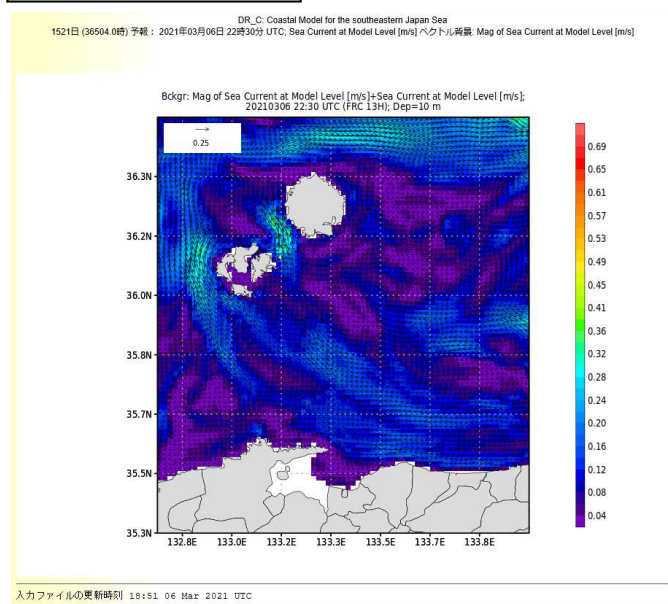 DR_C: Coastal Model for the southeastern Japan Sea
1521日 (36504.0時) 予報： 2021年03月06日 22時30分 UTC; Sea Current at Model Level [m/s] ベクトル背景: Mag of Sea Current at Model Level [m/s]
Bckgr: Mag of Sea Current at Model Level [m/s]+Sea Current at Model Level [m/s];
20210306 22:30 UTC (FRC 13H); Dep=10 m
0.25
36.3N
36.2N
36.0N
35.8N
35.7N
35.5N
35.3N
132.8E 133.0E 133.2E 133.3E 133.5E 133.7E 133.8E
0.69
0.65
0.61
0.57
0.53
0.49
0.45
0.41
0.36
0.32
0.28
0.24
0.20
0.16
0.12
0.08
0.04
入力ファイルの更新時刻 18:51 06 Mar 2021 UTC